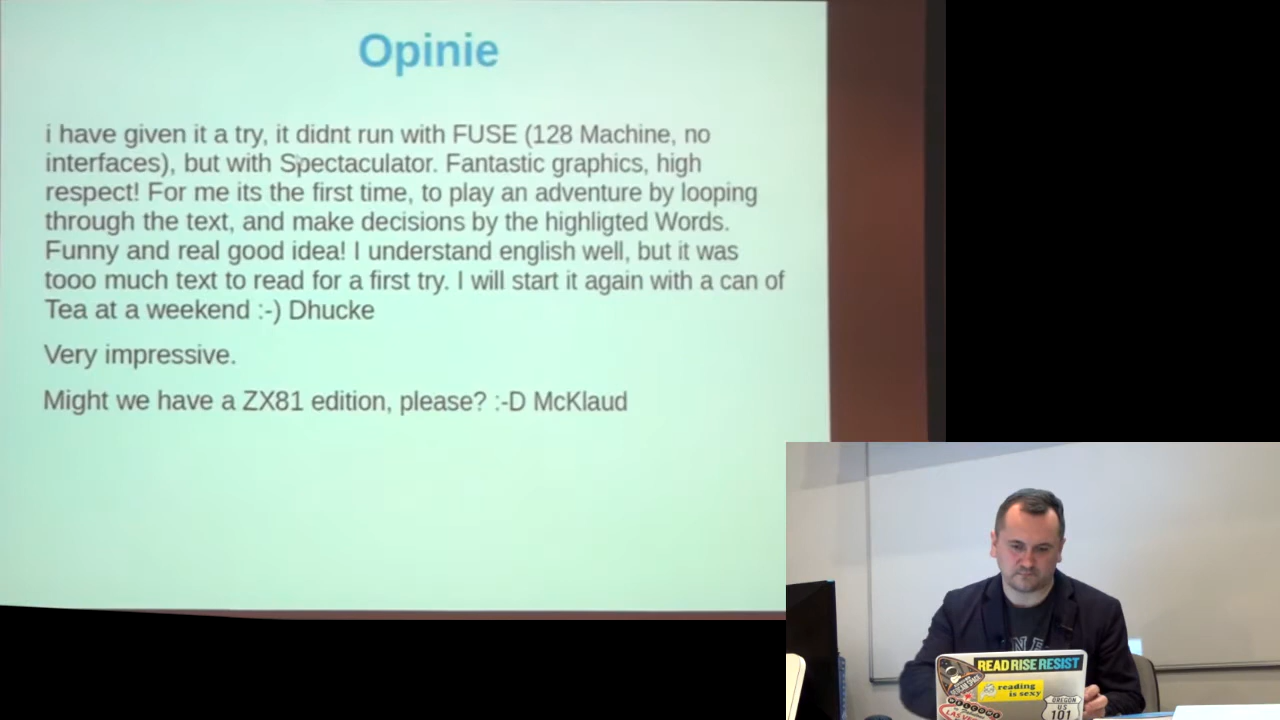 Opinie
i have given it a try, it didnt run with FUSE (128 Machine, no
interfaces), but with Spectaculator. Fantastic graphics, high
respect! For me its the first time, to play an adventure by looping
through the text, and make decisions by the highligted Words.
Funny and real good idea! I understand english well, but it was
tooo much text to read for a first try. I will start it again with a can of
Tea at a weekend :-) Dhucke
Very impressive.
Might we have a ZX81 edition, please? :-D McKlaud
READ RISE RESIST
reading
is sexy
OREGON
US
101